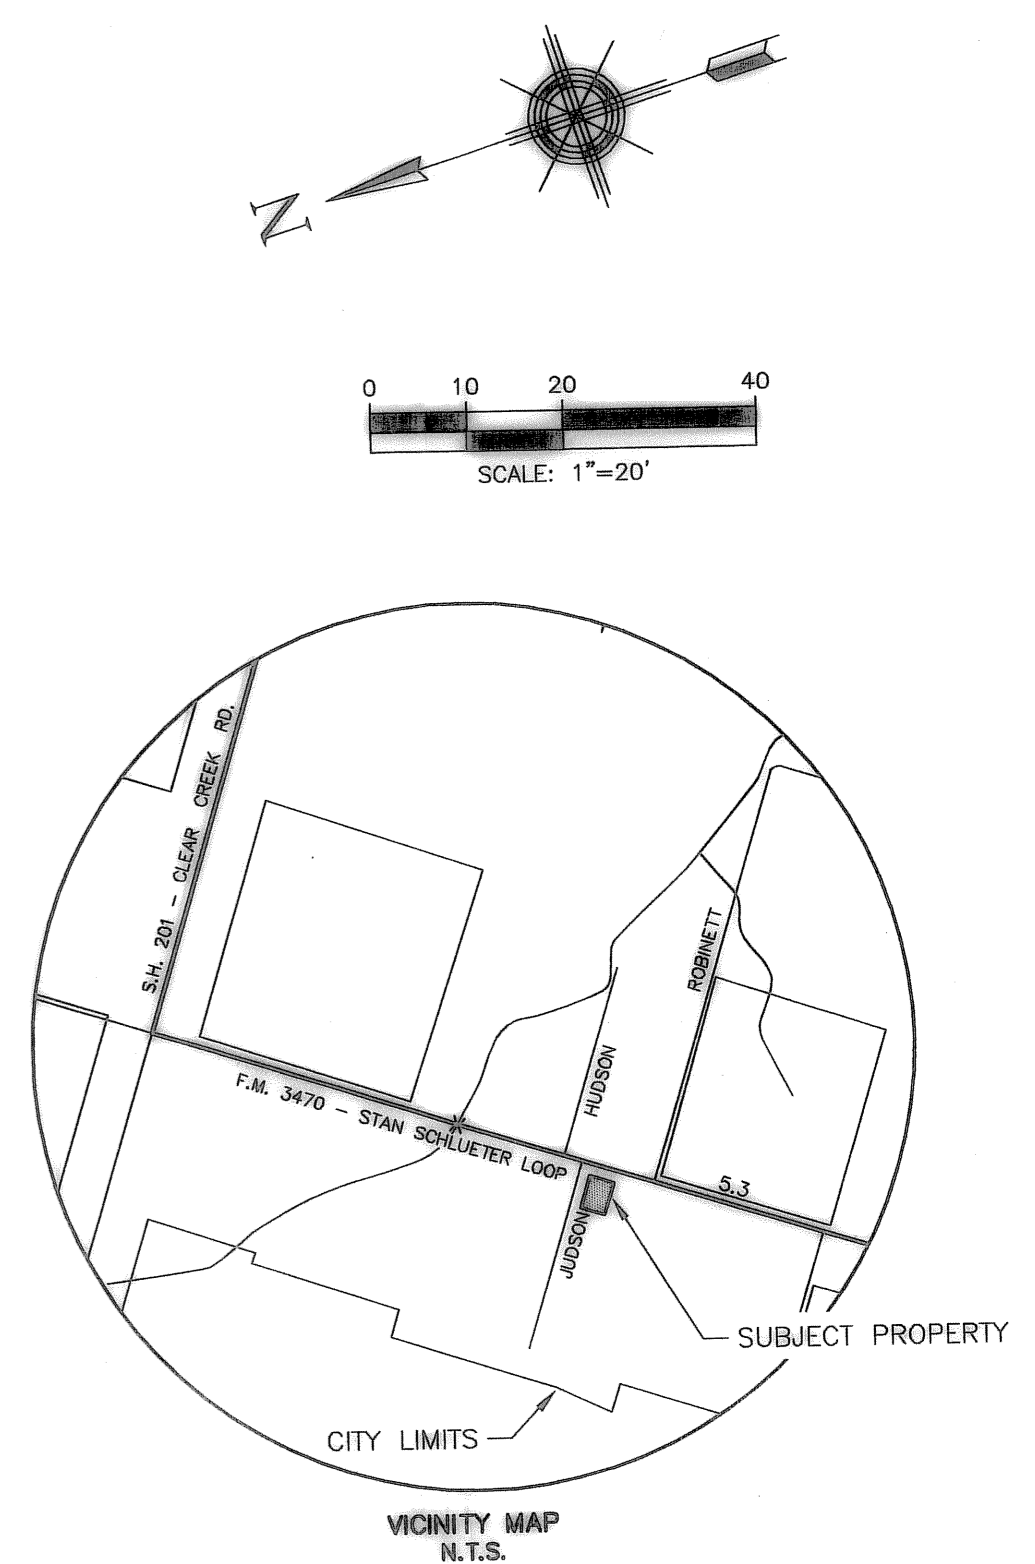 N
0 10 20 40
SCALE: 1"=20'
S.H. 201 - CLEAR CREEK RD.
ROBINETT
HUDSON
F.M. 3470 - STAN SCHLUETER LOOP
5.3
JUDSON
SUBJECT PROPERTY
CITY LIMITS
VICINITY MAP
N.T.S.